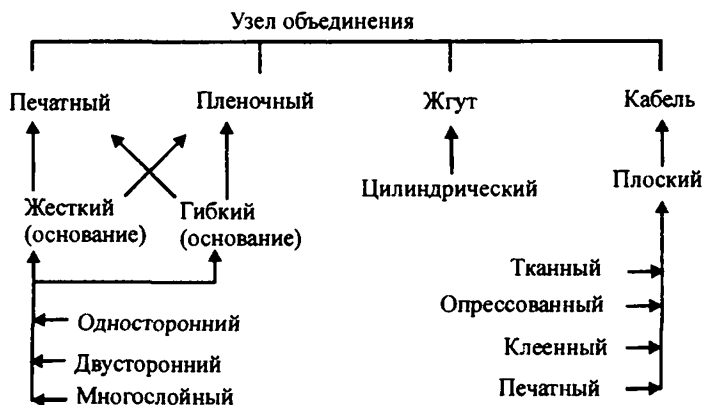 Узел объединения
Печатный
Пленочный
Жгут
Кабель
Цилиндрический
Плоский
Жесткий
(основание)
Гибкий
(основание)
Тканный
Опрессованный
Клеенный
Печатный
Односторонний
Двусторонний
Многослойный